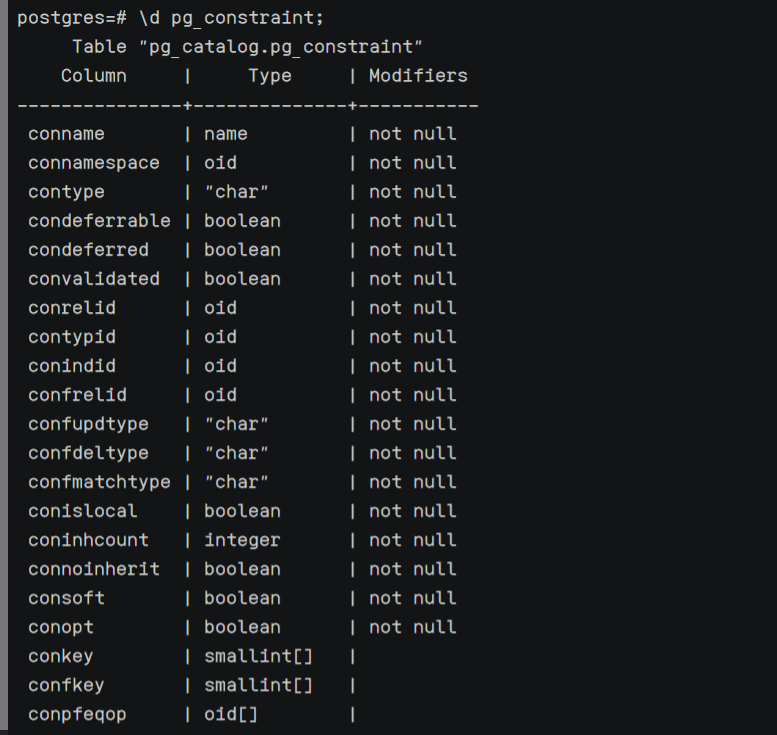 postgres=# \d pg_constraint;
     Table "pg_catalog.pg_constraint"
    Column     |     Type     | Modifiers
---------------+--------------+-----------
 conname       | name         | not null
 connamespace  | oid          | not null
 contype       | "char"       | not null
 condeferrable | boolean      | not null
 condeferred   | boolean      | not null
 convalidated  | boolean      | not null
 conrelid      | oid          | not null
 contypid      | oid          | not null
 conindid      | oid          | not null
 confrelid     | oid          | not null
 confupdtype   | "char"       | not null
 confdeltype   | "char"       | not null
 confmatchtype | "char"       | not null
 conislocal    | boolean      | not null
 coninhcount   | integer      | not null
 connoinherit  | boolean      | not null
 consoft       | boolean      | not null
 conopt        | boolean      | not null
 conkey        | smallint[]   |
 confkey       | smallint[]   |
 conpfeqop     | oid[]        |